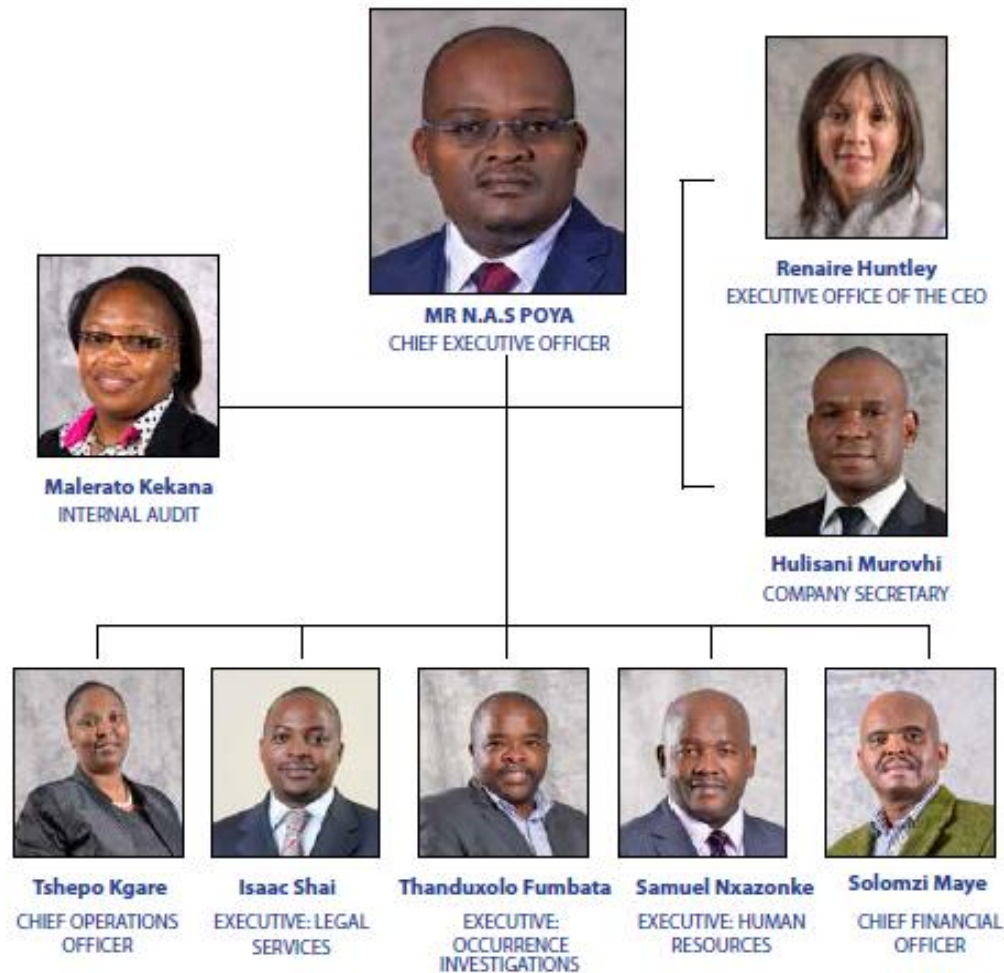 MR N.A.S POYA
CHIEF EXECUTIVE OFFICER
Renaire Huntley
EXECUTIVE OFFICE OF THE CEO
Malerato Kekana
INTERNAL AUDIT
Hulisani Murovhi
COMPANY SECRETARY
Tshepo Kgare
CHIEF OPERATIONS
OFFICER
Isaac Shai
EXECUTIVE: LEGAL
SERVICES
Thanduxolo Fumbata
EXECUTIVE:
OCCURRENCE
INVESTIGATIONS
Samuel Nxazonke
EXECUTIVE: HUMAN
RESOURCES
Solomzi Maye
CHIEF FINANCIAL
OFFICER